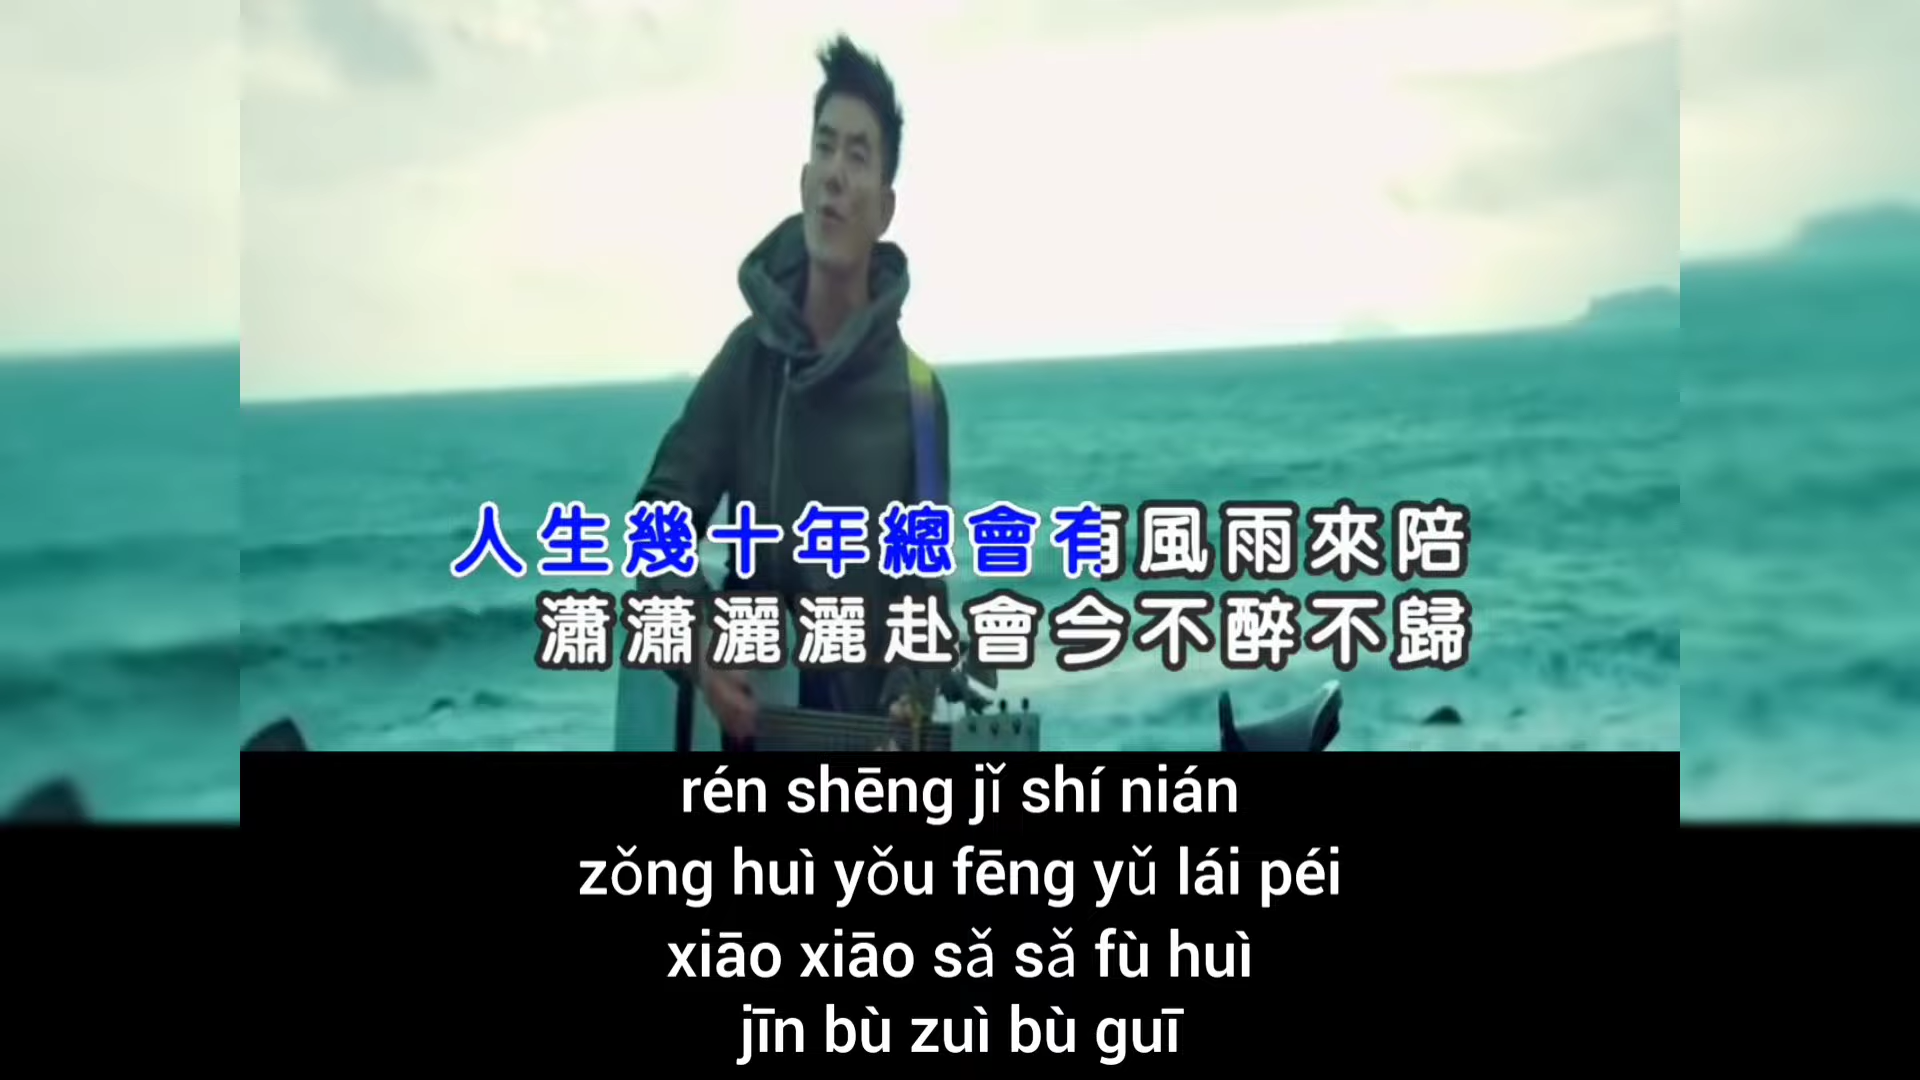 人生幾十年總會有風雨來陪
瀟瀟灑灑赴會今不醉不歸
rén shēng jǐ shí nián
zǒng huì yǒu fēng yǔ lái péi
xiāo xiāo sǎ sǎ fù huì
jīn bù zuì bù guī